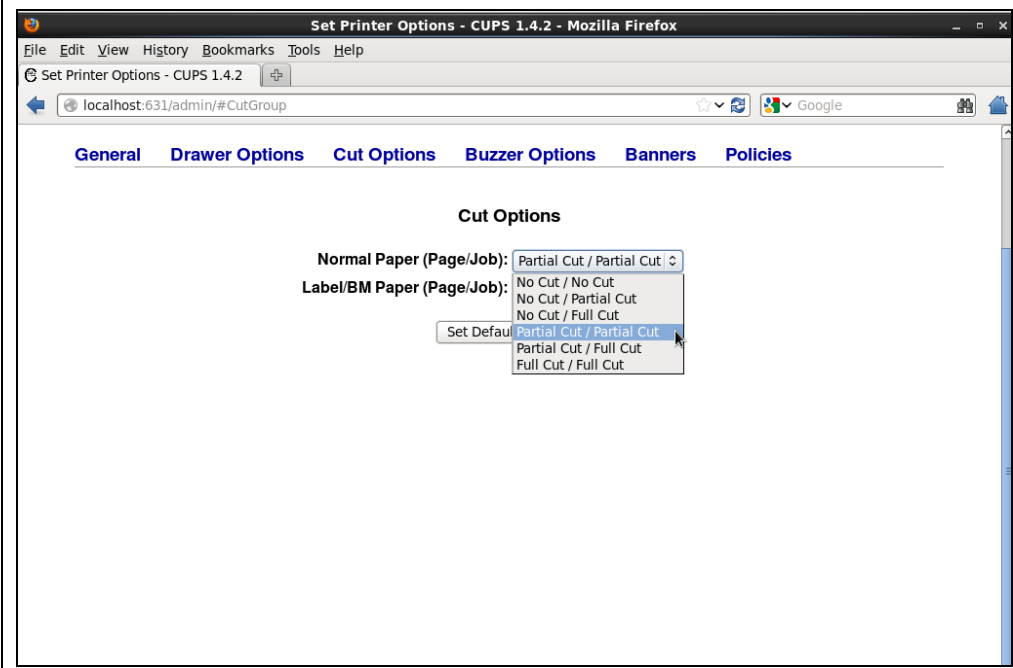 Set Printer Options - CUPS 1.4.2 - Mozilla Firefox
File Edit View History Bookmarks Tools Help
Set Printer Options - CUPS 1.4.2
localhost:631/admin/#CutGroup
Google
General Drawer Options Cut Options Buzzer Options Banners Policies
Cut Options
Normal Paper (Page/Job): Partial Cut / Partial Cut
Label/BM Paper (Page/Job):
No Cut / No Cut
No Cut / Partial Cut
No Cut / Full Cut
Partial Cut / Partial Cut
Partial Cut / Full Cut
Full Cut / Full Cut
Set Defaul